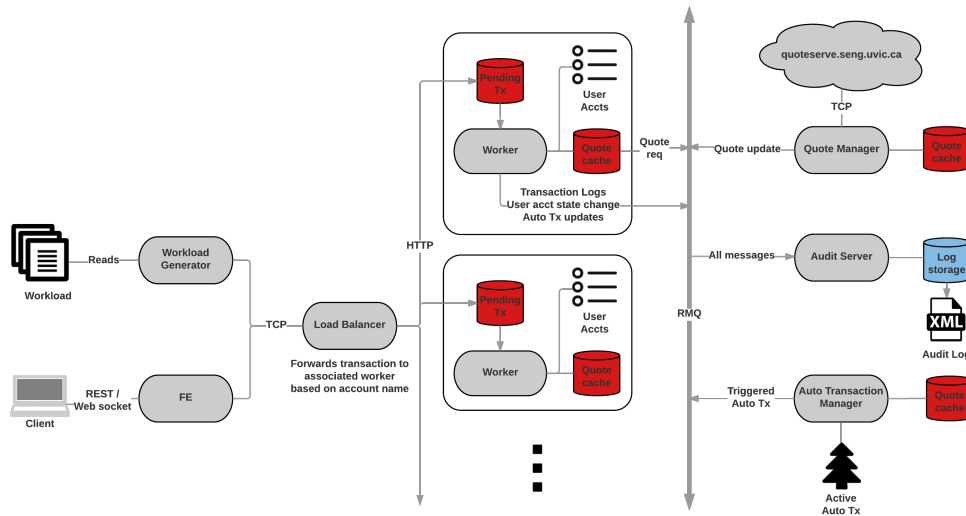 Workload
Reads
Workload
Generator
Client
REST /
Web socket
FE
TCP
Load Balancer
Forwards transaction to
associated worker
based on account name
HTTP
Pending
Tx
User
Accts
Worker
Quote
cache
Quote
req
Transaction Logs
User acct state change
Auto Tx updates
Pending
Tx
User
Accts
Worker
Quote
cache
RMQ
quoteserve.seng.uvic.ca
TCP
Quote update
Quote Manager
Quote
cache
All messages
Audit Server
Log
storage
XML
Audit Log
Triggered
Auto Tx
Auto Transaction
Manager
Quote
cache
Active
Auto Tx